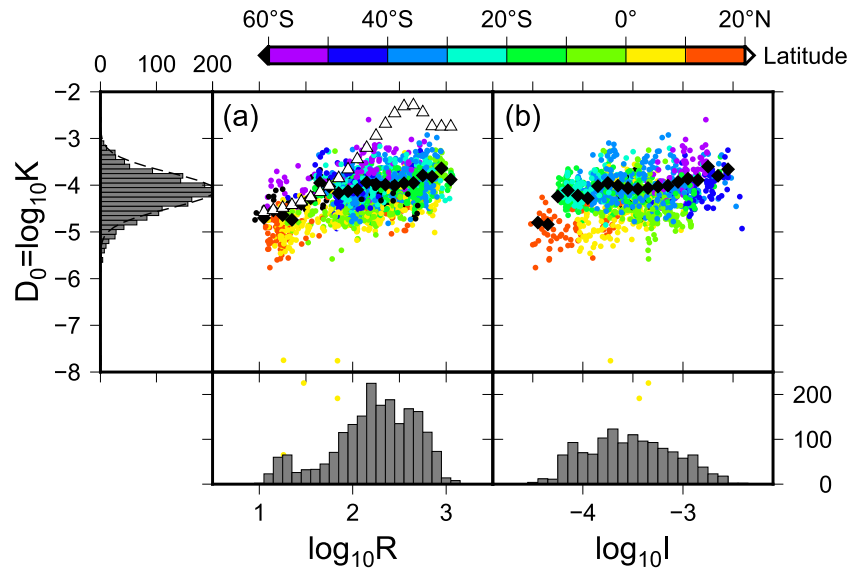 60°S 40°S 20°S 0° 20°N
Latitude
0 100 200
(a) (b)
−2
−3
−4
−5
−6
−7
−8
D₀=log₁₀K
200
100
0
1 2 3 −4 −3
log₁₀R log₁₀I